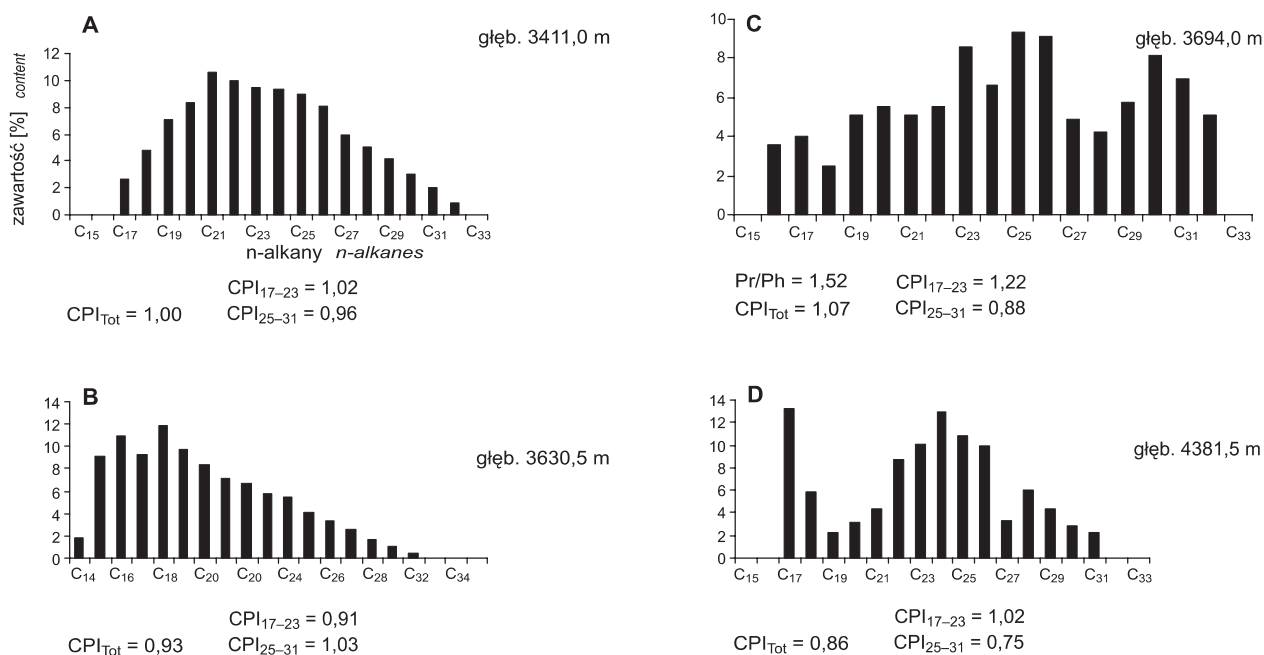 A
głęb. 3411,0 m
zawartość [%] content
12
10
8
6
4
2
0
C15 C17 C19 C21 C23 C25 C27 C29 C31 C33
n-alkany n-alkanes
CPI17–23 = 1,02
CPITot = 1,00 CPI25–31 = 0,96
C
głęb. 3694,0 m
10
8
6
4
2
0
C15 C17 C19 C21 C23 C25 C27 C29 C31 C33
Pr/Ph = 1,52 CPI17–23 = 1,22
CPITot = 1,07 CPI25–31 = 0,88
B
głęb. 3630,5 m
14
12
10
8
6
4
2
0
C14 C16 C18 C20 C20 C24 C26 C28 C32 C34
CPI17–23 = 0,91
CPITot = 0,93 CPI25–31 = 1,03
D
głęb. 4381,5 m
14
12
10
8
6
4
2
0
C15 C17 C19 C21 C23 C25 C27 C29 C31 C33
CPI17–23 = 1,02
CPITot = 0,86 CPI25–31 = 0,75